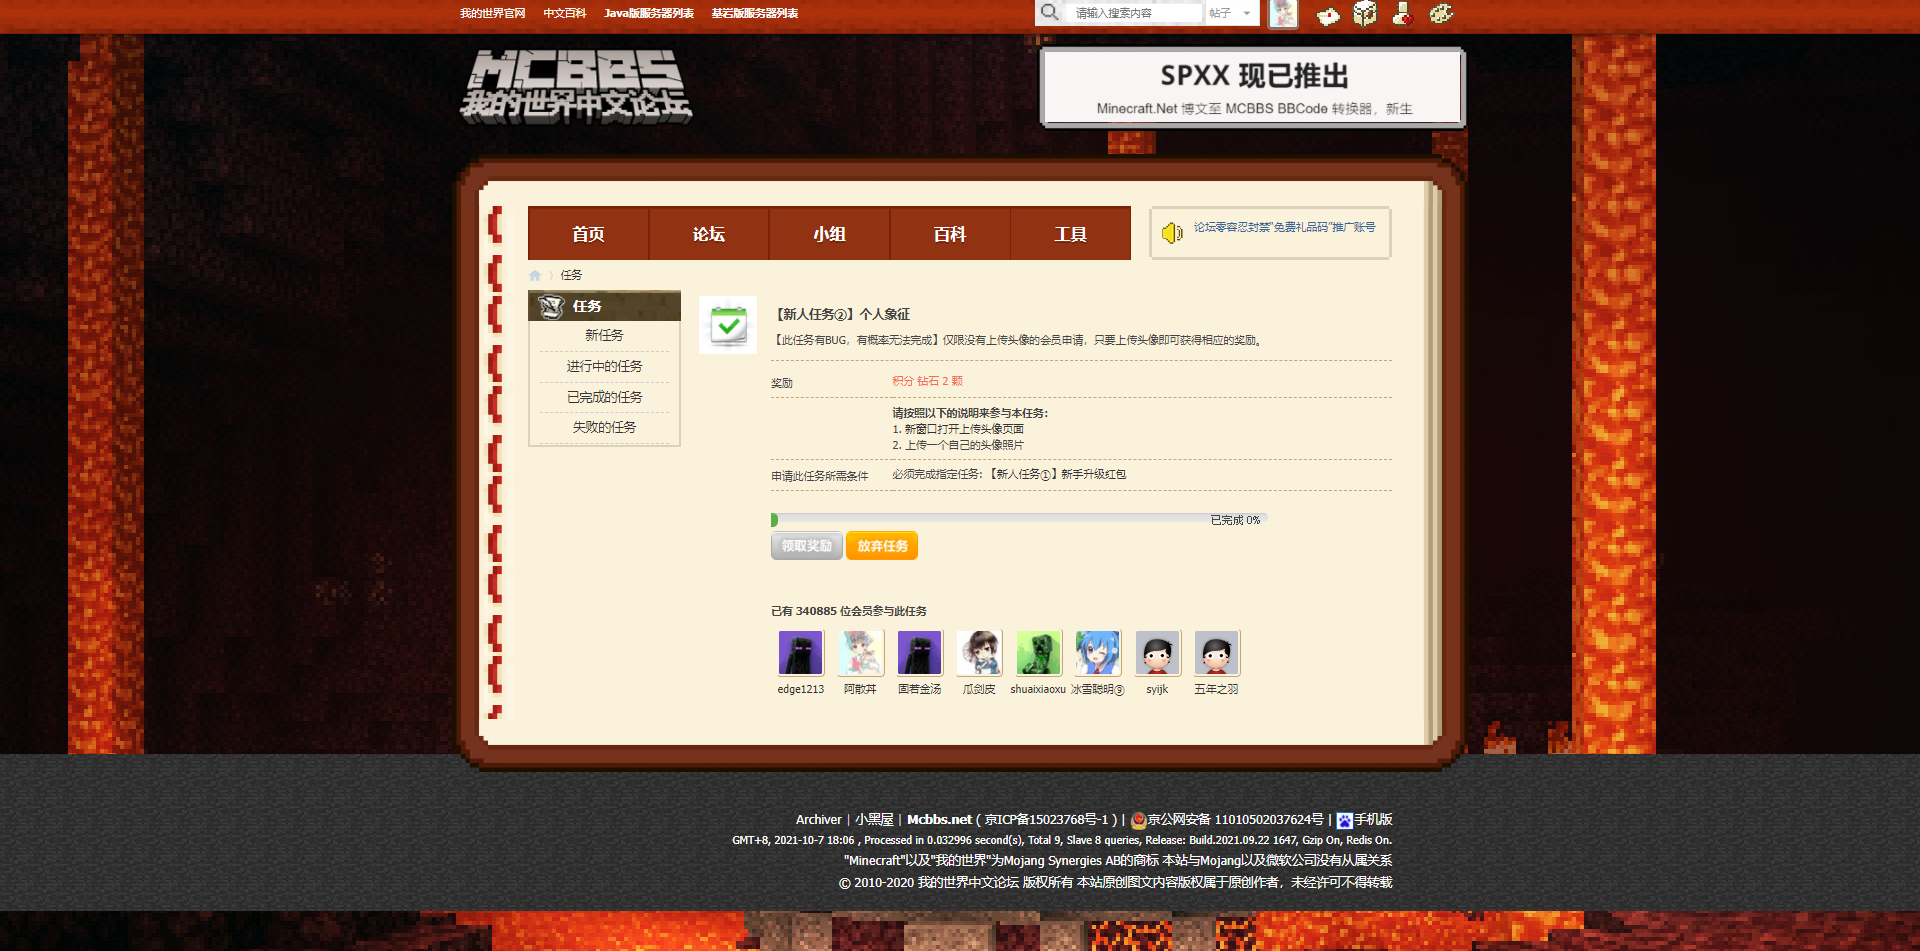 我的世界官网 中文百科 Java版服务器列表 基岩版服务器列表
请输入搜索内容 帖子
MCBBS
我的世界中文论坛
SPXX 现已推出
Minecraft.Net 博文至 MCBBS BBCode 转换器，新生
首页 论坛 小组 百科 工具
论坛零容忍封禁"免费礼品码"推广账号
任务
任务
新任务
进行中的任务
已完成的任务
失败的任务
【新人任务②】个人象征
【此任务有BUG，有概率无法完成】仅限没有上传头像的会员申请，只要上传头像即可获得相应的奖励。
奖励 积分 钻石 2 颗
请按照以下的说明来参与本任务：
1. 新窗口打开上传头像页面
2. 上传一个自己的头像照片
申请此任务所需条件 必须完成指定任务：【新人任务①】新手升级红包
已完成 0%
领取奖励 放弃任务
已有 340885 位会员参与此任务
edge1213 阿散丼 固若金汤 瓜剑皮 shuaixiaoxu 冰雪聪明⑨ syijk 五年之羽
Archiver | 小黑屋 | Mcbbs.net ( 京ICP备15023768号-1 ) | 京公网安备 11010502037624号 | 手机版
GMT+8, 2021-10-7 18:06 , Processed in 0.032996 second(s), Total 9, Slave 8 queries, Release: Build.2021.09.22 1647, Gzip On, Redis On.
"Minecraft"以及"我的世界"为Mojang Synergies AB的商标 本站与Mojang以及微软公司没有从属关系
© 2010-2020 我的世界中文论坛 版权所有 本站原创图文内容版权属于原创作者，未经许可不得转载